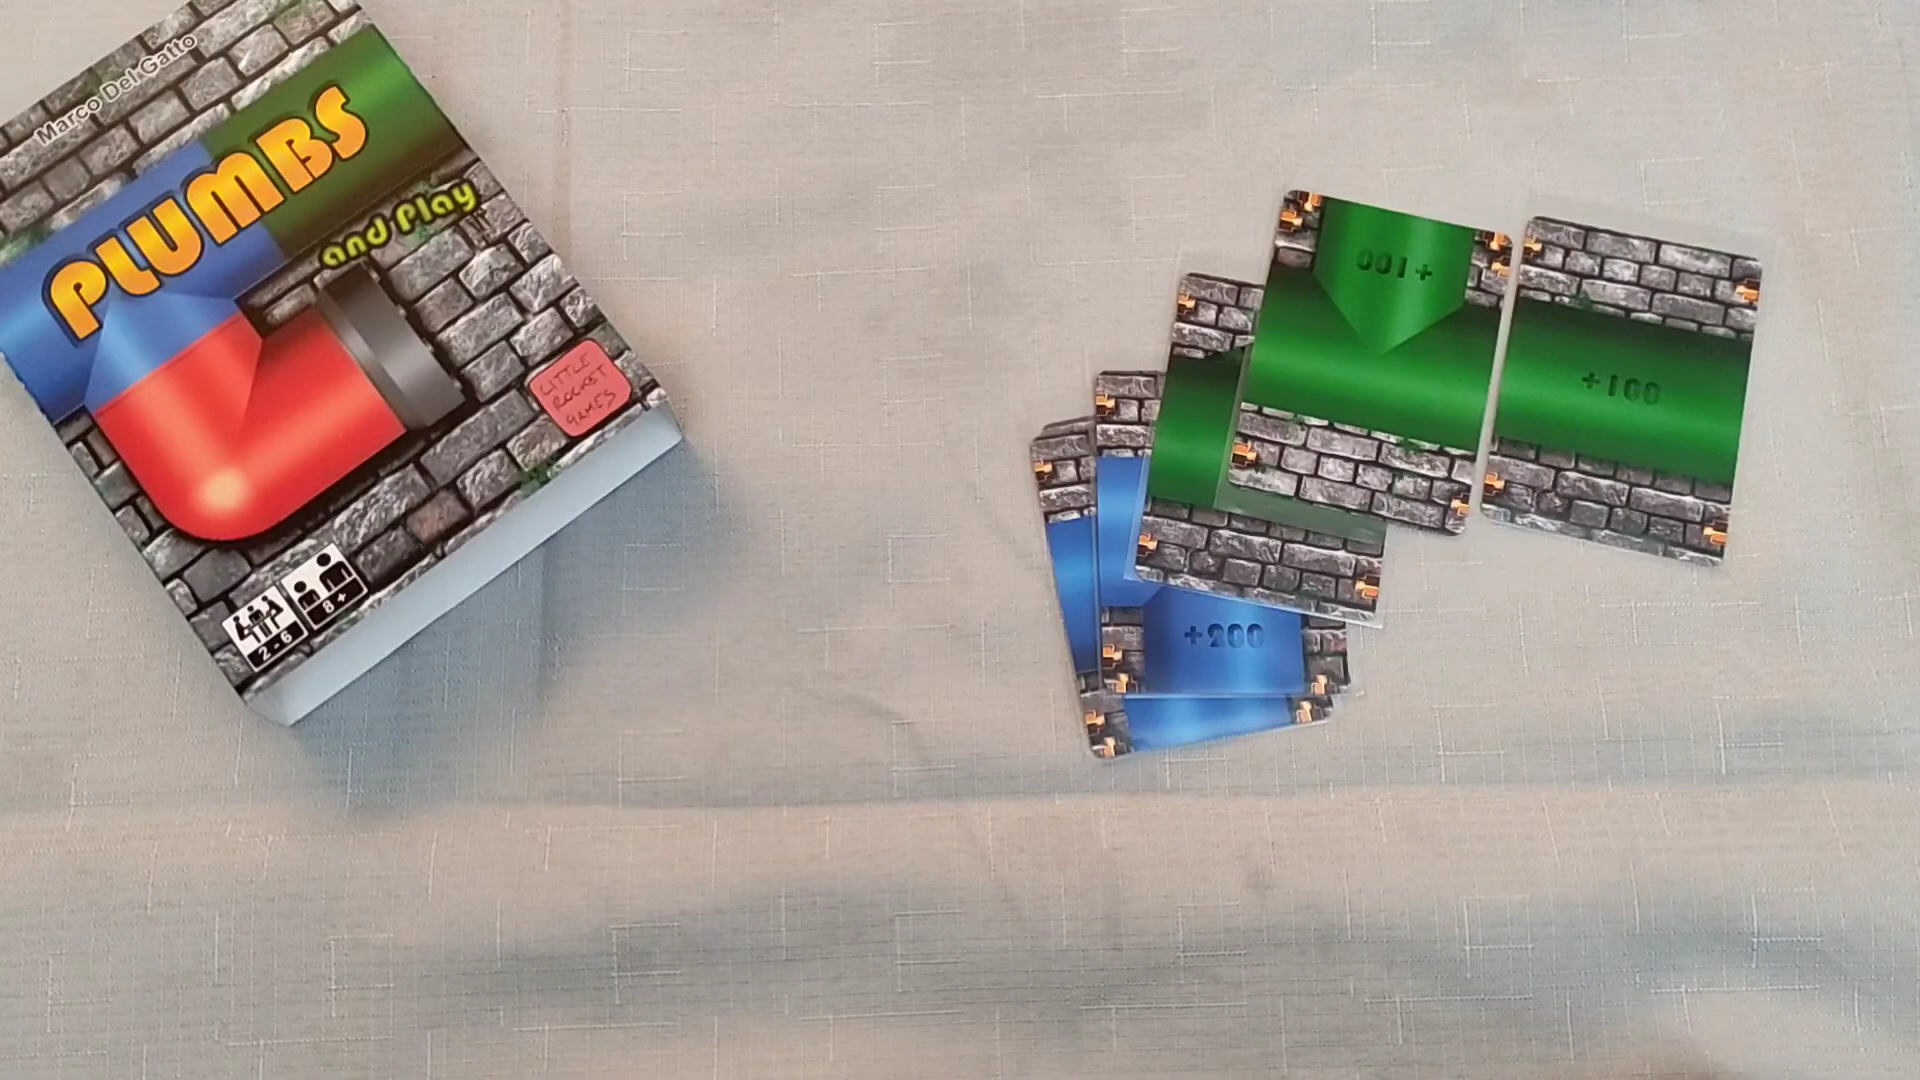 Marco Del Gatto
PLUMBS
and Play
LITTLE
ROCKET
GAMES
2 - 6
8 +
+100
+100
+200